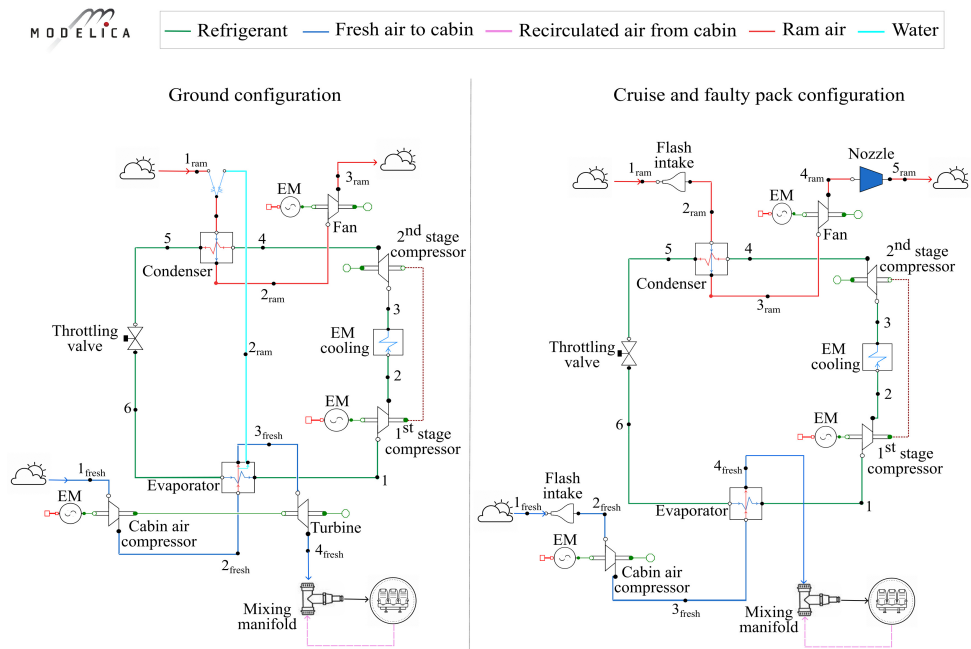 MODELICA
Refrigerant
Fresh air to cabin
Recirculated air from cabin
Ram air
Water
Ground configuration
1ram
3ram
EM
Fan
5
4
Condenser
2nd stage
compressor
2ram
3
Throttling
valve
EM
cooling
2ram
2
6
EM
1st stage
compressor
3fresh
1fresh
Evaporator
1
EM
Cabin air
compressor
Turbine
2fresh
4fresh
Mixing
manifold
Cruise and faulty pack configuration
1ram
Flash
intake
4ram
Nozzle
5ram
EM
2ram
Fan
5
4
Condenser
2nd stage
compressor
3ram
3
Throttling
valve
EM
cooling
2
6
EM
1st stage
compressor
4fresh
1fresh
Flash
intake
2fresh
Evaporator
1
EM
Cabin air
compressor
3fresh
Mixing
manifold